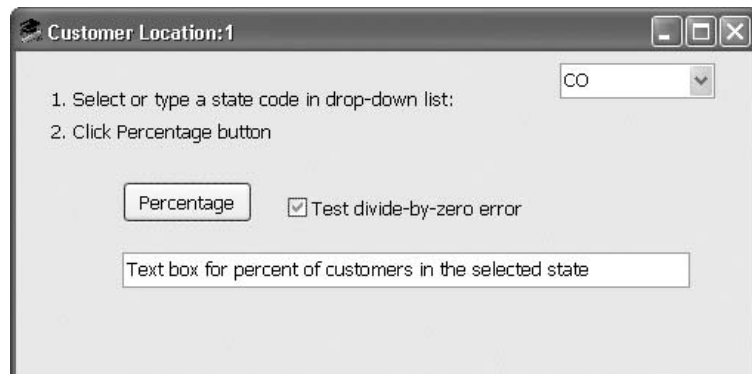 Customer Location:1
CO
1. Select or type a state code in drop-down list:
2. Click Percentage button
Percentage
Test divide-by-zero error
Text box for percent of customers in the selected state